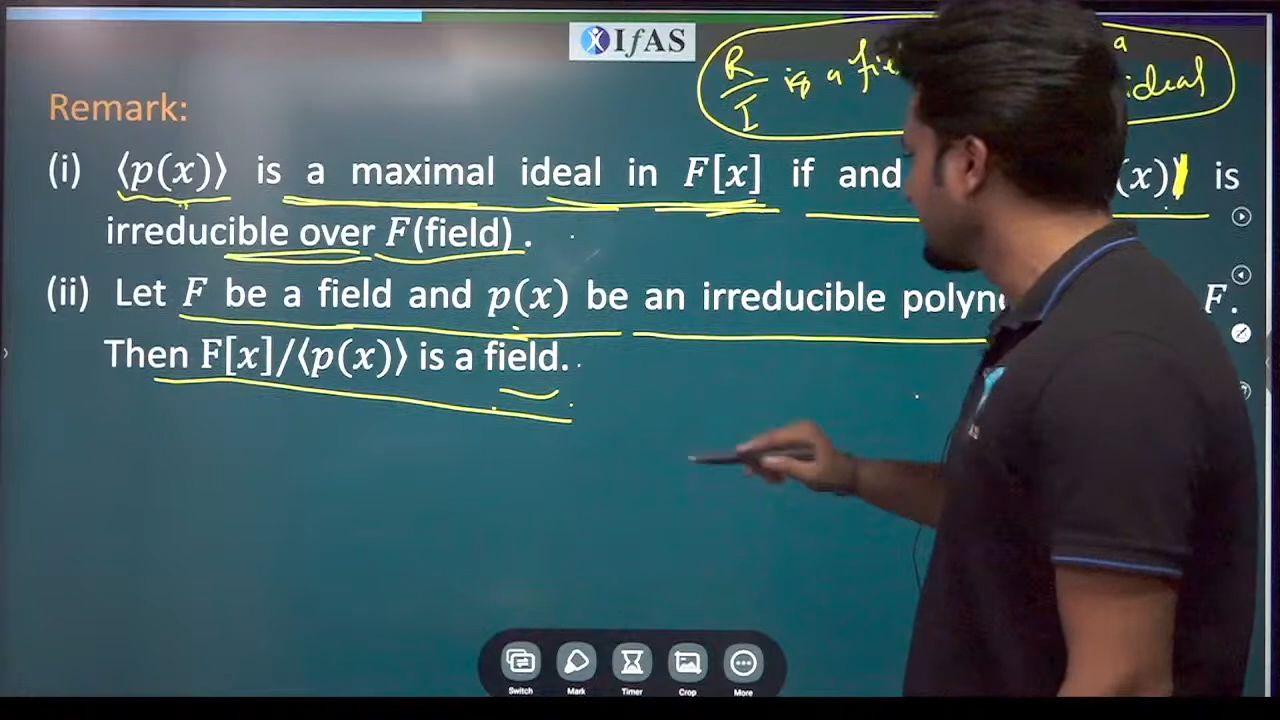 IfAS
R/I is a fie a ideal
Remark:
(i) ⟨p(x)⟩ is a maximal ideal in F[x] if and (x) is
irreducible over F(field) .
(ii) Let F be a field and p(x) be an irreducible polyn F.
Then F[x]/⟨p(x)⟩ is a field.
Switch Mark Timer Crop More